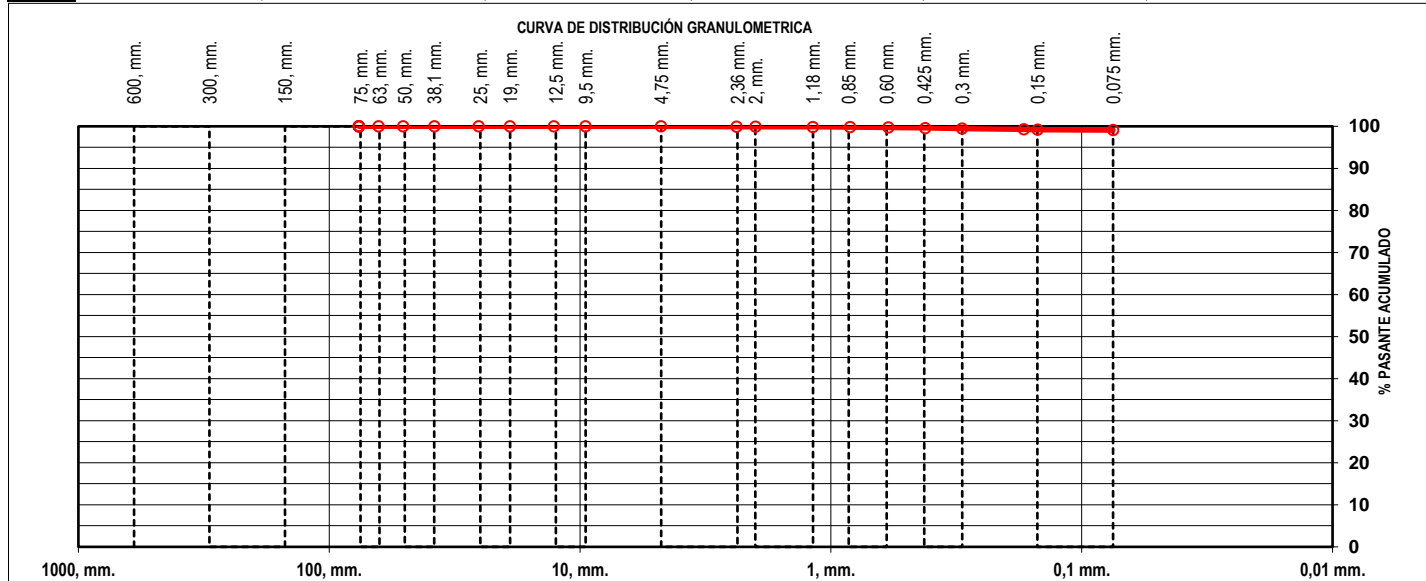 CURVA DE DISTRIBUCIÓN GRANULOMETRICA
600, mm.
300, mm.
150, mm.
75, mm.
63, mm.
50, mm.
38,1 mm.
25, mm.
19, mm.
12,5 mm.
9,5 mm.
4,75 mm.
2,36 mm.
2, mm.
1,18 mm.
0,85 mm.
0,60 mm.
0,425 mm.
0,3 mm.
0,15 mm.
0,075 mm.
100
90
80
70
60
50
40
30
20
10
0
% PASANTE ACUMULADO
1000, mm.
100, mm.
10, mm.
1, mm.
0,1 mm.
0,01 mm.